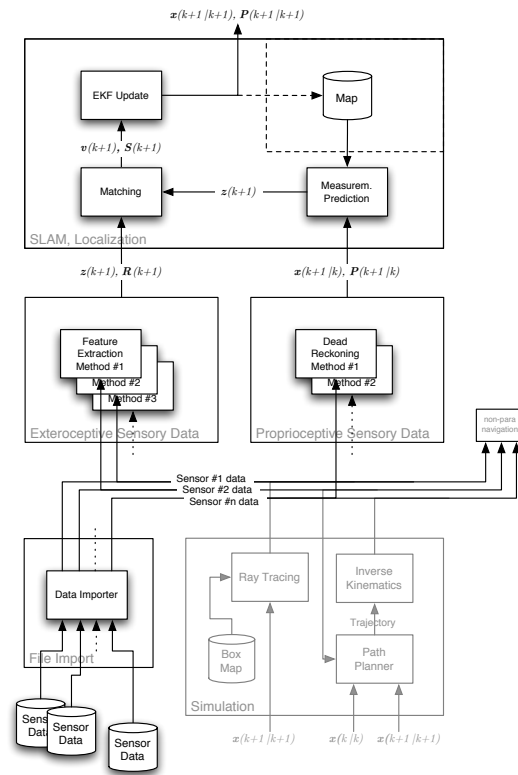 x(k+1|k+1), P(k+1|k+1)
EKF Update
Map
v(k+1), S(k+1)
Matching
z(k+1)
Measurem.
Prediction
SLAM, Localization
z(k+1), R(k+1)
x(k+1|k), P(k+1|k)
Feature
Extraction
Method #1
Method #2
Method #3
Exteroceptive Sensory Data
Dead
Reckoning
Method #1
Method #2
Proprioceptive Sensory Data
non-para
navigation
Sensor #1 data
Sensor #2 data
Sensor #n data
Data Importer
File Import
Sensor
Data
Sensor
Data
Sensor
Data
Ray Tracing
Inverse
Kinematics
Trajectory
Box
Map
Path
Planner
Simulation
x(k+1|k+1)
x(k|k)
x(k+1|k+1)